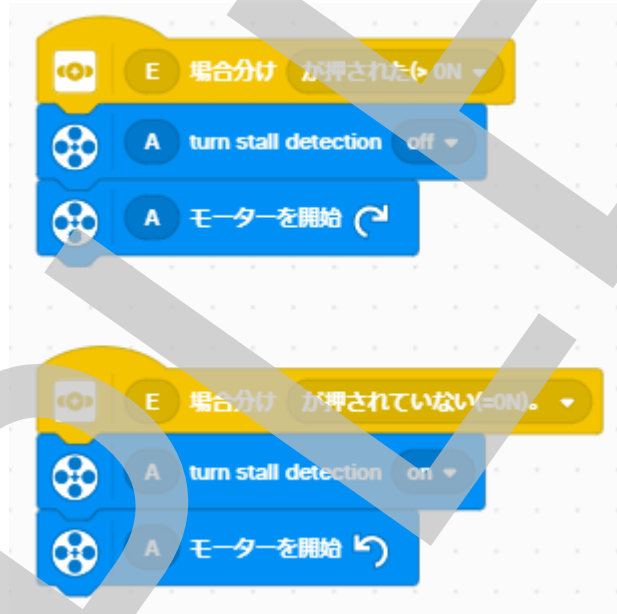 E 場合分け が押された(> 0N
A turn stall detection off
A モーターを開始
E 場合分け が押されていない(=0N)。
A turn stall detection on
A モーターを開始